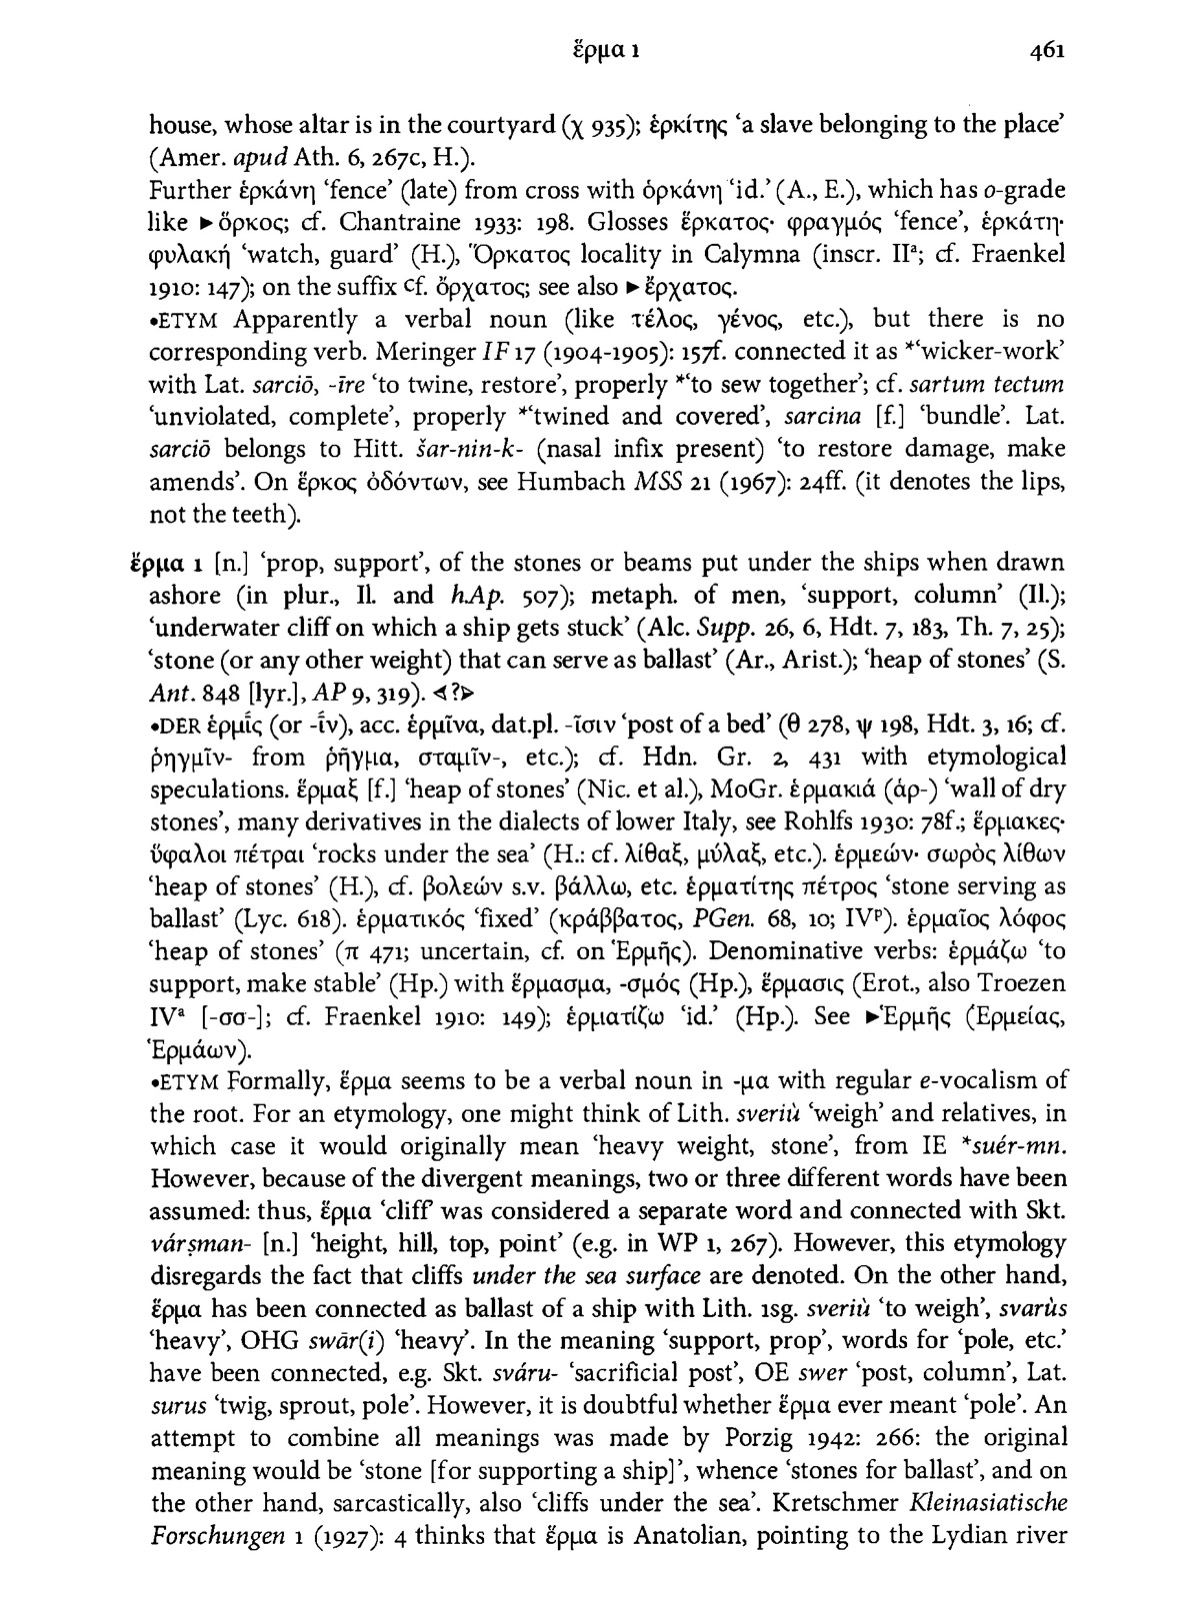 ἕρμα 1 461
house, whose altar is in the courtyard (χ 935); ἑρκίτης ‘a slave belonging to the place’
(Amer. apud Ath. 6, 267c, H.).
Further ἑρκάνη ‘fence’ (late) from cross with ὁρκάνη ‘id.’ (A., E.), which has o-grade
like ►ὅρκος; cf. Chantraine 1933: 198. Glosses ἕρκατος· φραγμός ‘fence’, ἑρκάτη·
φυλακή ‘watch, guard’ (H.), Ὅρκατος locality in Calymna (inscr. IIᵃ; cf. Fraenkel
1910: 147); on the suffix cf. ὄρχατος; see also ►ἔρχατος.
•ETYM Apparently a verbal noun (like τέλος, γένος, etc.), but there is no
corresponding verb. Meringer IF 17 (1904-1905): 157f. connected it as *‘wicker-work’
with Lat. sarciō, -īre ‘to twine, restore’, properly *‘to sew together’; cf. sartum tectum
‘unviolated, complete’, properly *‘twined and covered’, sarcina [f.] ‘bundle’. Lat.
sarciō belongs to Hitt. šar-nin-k- (nasal infix present) ‘to restore damage, make
amends’. On ἕρκος ὀδόντων, see Humbach MSS 21 (1967): 24ff. (it denotes the lips,
not the teeth).
ἕρμα 1 [n.] ‘prop, support’, of the stones or beams put under the ships when drawn
ashore (in plur., Il. and h.Ap. 507); metaph. of men, ‘support, column’ (Il.);
‘underwater cliff on which a ship gets stuck’ (Alc. Supp. 26, 6, Hdt. 7, 183, Th. 7, 25);
‘stone (or any other weight) that can serve as ballast’ (Ar., Arist.); ‘heap of stones’ (S.
Ant. 848 [lyr.], AP 9, 319). ⊲?⊳
•DER ἑρμί̄ς (or -ί̄ν), acc. ἑρμῖνα, dat.pl. -ῖσιν ‘post of a bed’ (θ 278, ψ 198, Hdt. 3, 16; cf.
ῥηγμῖν- from ῥῆγμα, σταμῖν-, etc.); cf. Hdn. Gr. 2, 431 with etymological
speculations. ἕρμαξ [f.] ‘heap of stones’ (Nic. et al.), MoGr. ἑρμακιά (ἁρ-) ‘wall of dry
stones’, many derivatives in the dialects of lower Italy, see Rohlfs 1930: 78f.; ἕρμακες·
ὕφαλοι πέτραι ‘rocks under the sea’ (H.: cf. λίθαξ, μύλαξ, etc.). ἑρμεών· σωρὸς λίθων
‘heap of stones’ (H.), cf. βολεών s.v. βάλλω, etc. ἑρματίτης πέτρος ‘stone serving as
ballast’ (Lyc. 618). ἑρματικός ‘fixed’ (κράββατος, PGen. 68, 10; IVᵖ). ἑρμαῖος λόφος
‘heap of stones’ (π 471; uncertain, cf. on Ἑρμῆς). Denominative verbs: ἑρμάζω ‘to
support, make stable’ (Hp.) with ἕρμασμα, -σμός (Hp.), ἕρμασις (Erot., also Troezen
IVᵃ [-σσ-]; cf. Fraenkel 1910: 149); ἑρματίζω ‘id.’ (Hp.). See ►Ἑρμῆς (Ἑρμείας,
Ἑρμάων).
•ETYM Formally, ἕρμα seems to be a verbal noun in -μα with regular e-vocalism of
the root. For an etymology, one might think of Lith. sveriù ‘weigh’ and relatives, in
which case it would originally mean ‘heavy weight, stone’, from IE *suér-mn.
However, because of the divergent meanings, two or three different words have been
assumed: thus, ἕρμα ‘cliff’ was considered a separate word and connected with Skt.
várṣman- [n.] ‘height, hill, top, point’ (e.g. in WP 1, 267). However, this etymology
disregards the fact that cliffs under the sea surface are denoted. On the other hand,
ἕρμα has been connected as ballast of a ship with Lith. 1sg. sveriù ‘to weigh’, svarùs
‘heavy’, OHG swār(i) ‘heavy’. In the meaning ‘support, prop’, words for ‘pole, etc.’
have been connected, e.g. Skt. sváru- ‘sacrificial post’, OE swer ‘post, column’, Lat.
surus ‘twig, sprout, pole’. However, it is doubtful whether ἕρμα ever meant ‘pole’. An
attempt to combine all meanings was made by Porzig 1942: 266: the original
meaning would be ‘stone [for supporting a ship]’, whence ‘stones for ballast’, and on
the other hand, sarcastically, also ‘cliffs under the sea’. Kretschmer Kleinasiatische
Forschungen 1 (1927): 4 thinks that ἕρμα is Anatolian, pointing to the Lydian river